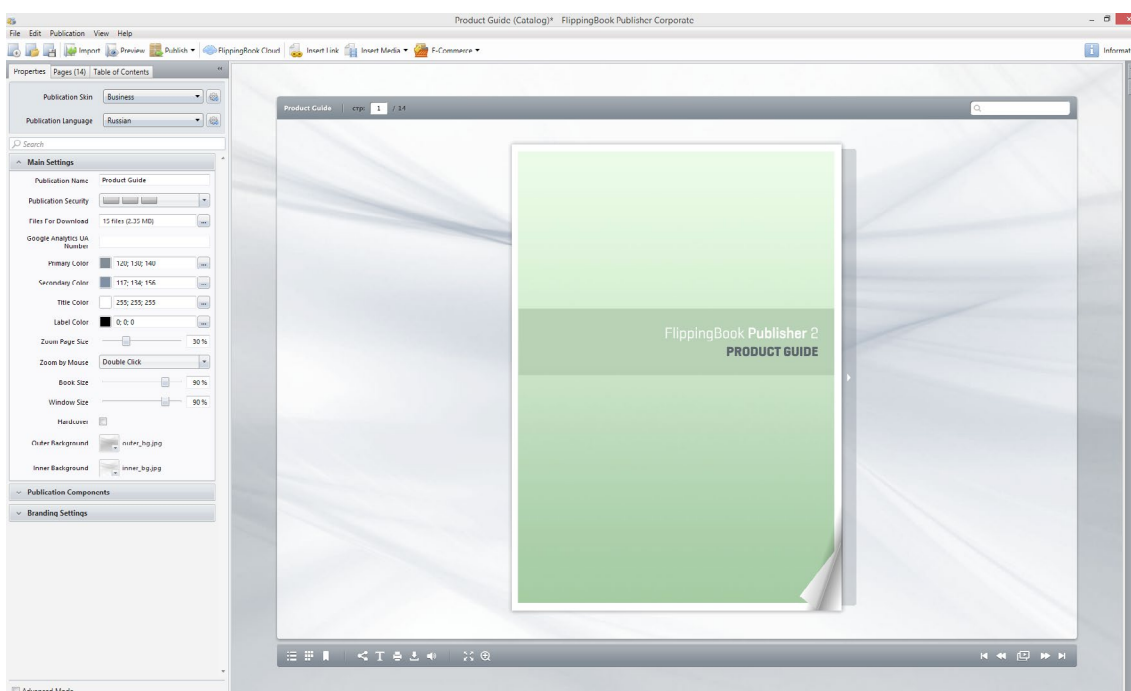 Product Guide (Catalog)* FlippingBook Publisher Corporate
File Edit Publication View Help
Import Preview Publish FlippingBook Cloud Insert Link Insert Media E-Commerce Informat
Properties Pages (14) Table of Contents
Publication Skin Business
Publication Language Russian
Search
Main Settings
Publication Name Product Guide
Publication Security
Files For Download 15 files (2.35 MB)
Google Analytics UA
Number
Primary Color 120; 130; 140
Secondary Color 117; 134; 156
Title Color 255; 255; 255
Label Color 0; 0; 0
Zoom Page Size 30 %
Zoom by Mouse Double Click
Book Size 90 %
Window Size 90 %
Hardcover
Outer Background outer_bg.jpg
Inner Background inner_bg.jpg
Publication Components
Branding Settings
Advanced Mode
Product Guide стр: 1 / 14
FlippingBook Publisher 2
PRODUCT GUIDE